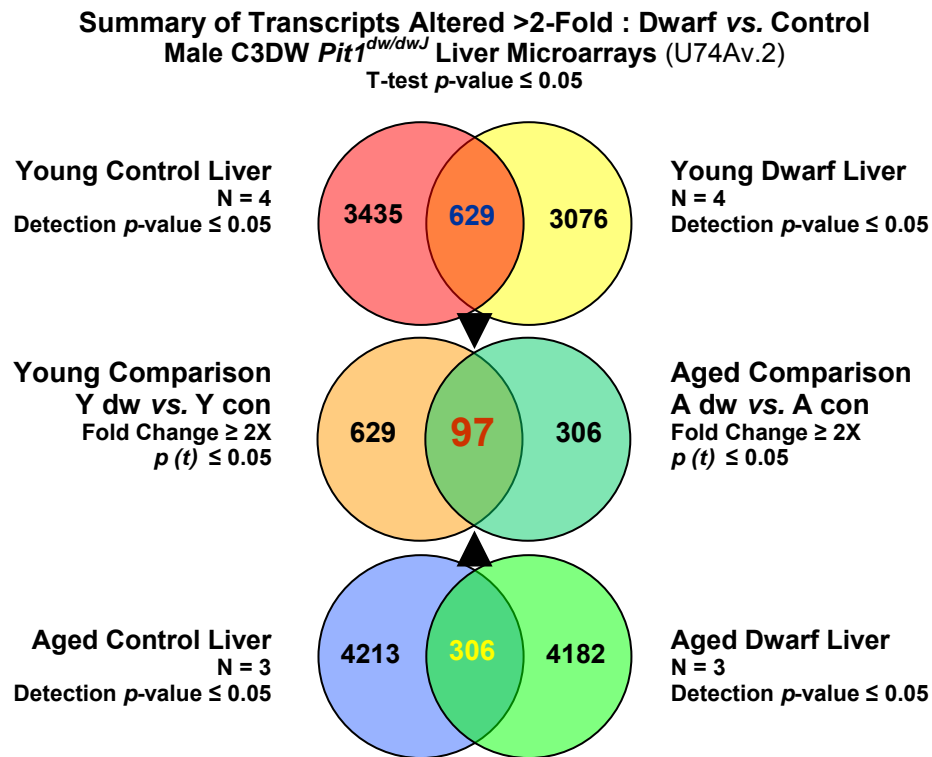 Summary of Transcripts Altered >2-Fold : Dwarf vs. Control
Male C3DW Pit1dw/dwJ Liver Microarrays (U74Av.2)
T-test p-value ≤ 0.05
Young Control Liver
N = 4
Detection p-value ≤ 0.05
3435
629
3076
Young Dwarf Liver
N = 4
Detection p-value ≤ 0.05
Young Comparison
Y dw vs. Y con
Fold Change ≥ 2X
p (t) ≤ 0.05
629
97
306
Aged Comparison
A dw vs. A con
Fold Change ≥ 2X
p (t) ≤ 0.05
Aged Control Liver
N = 3
Detection p-value ≤ 0.05
4213
306
4182
Aged Dwarf Liver
N = 3
Detection p-value ≤ 0.05